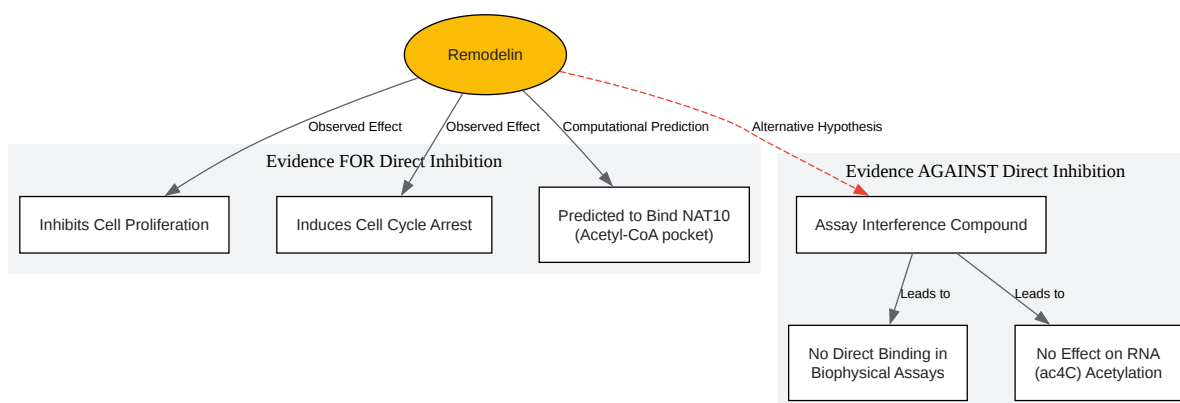 Remodelin
Observed Effect
Observed Effect
Computational Prediction
Alternative Hypothesis
Evidence FOR Direct Inhibition
Evidence AGAINST Direct Inhibition
Inhibits Cell Proliferation
Induces Cell Cycle Arrest
Predicted to Bind NAT10
(Acetyl-CoA pocket)
Assay Interference Compound
Leads to
Leads to
No Direct Binding in
Biophysical Assays
No Effect on RNA
(ac4C) Acetylation